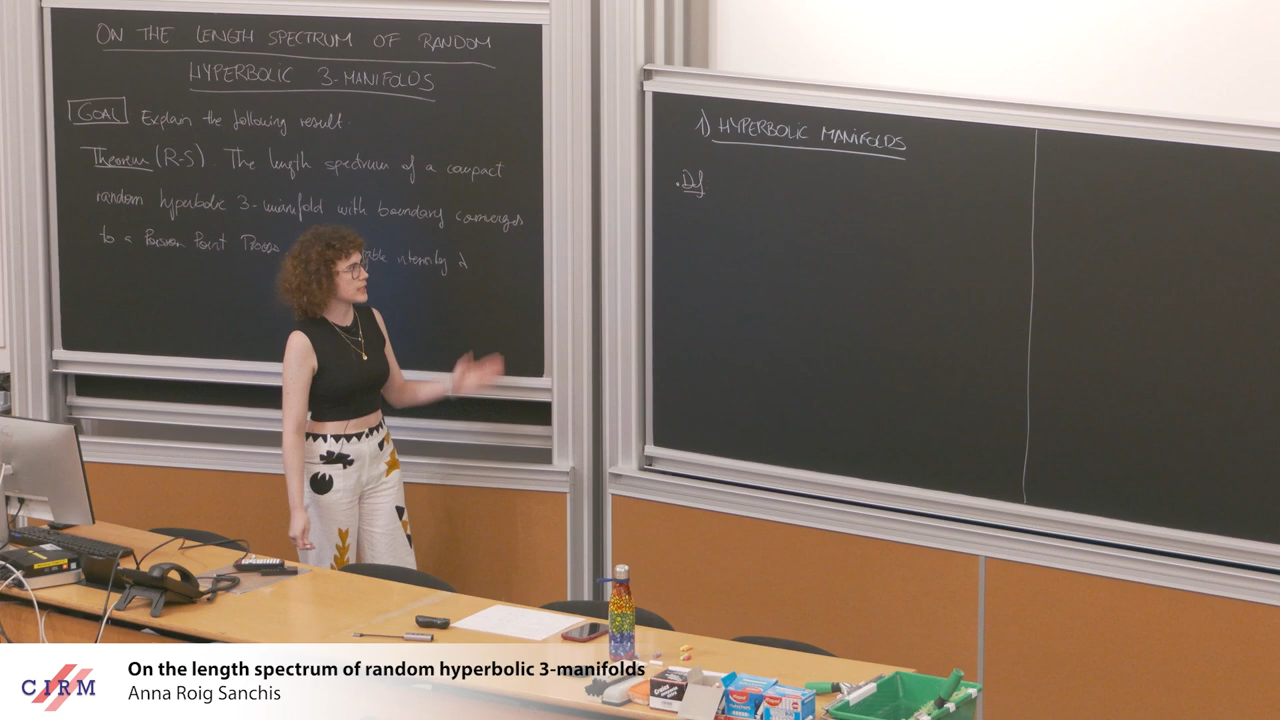 ON THE LENGTH SPECTRUM OF RANDOM
HYPERBOLIC 3-MANIFOLDS
GOAL Explain the following result.
Theorem (R-S). The length spectrum of a compact
random hyperbolic 3-manifold with boundary converges
to a Poisson Point Process intensity λ
1) HYPERBOLIC MANIFOLDS
. Def
CIRM
On the length spectrum of random hyperbolic 3-manifolds
Anna Roig Sanchis